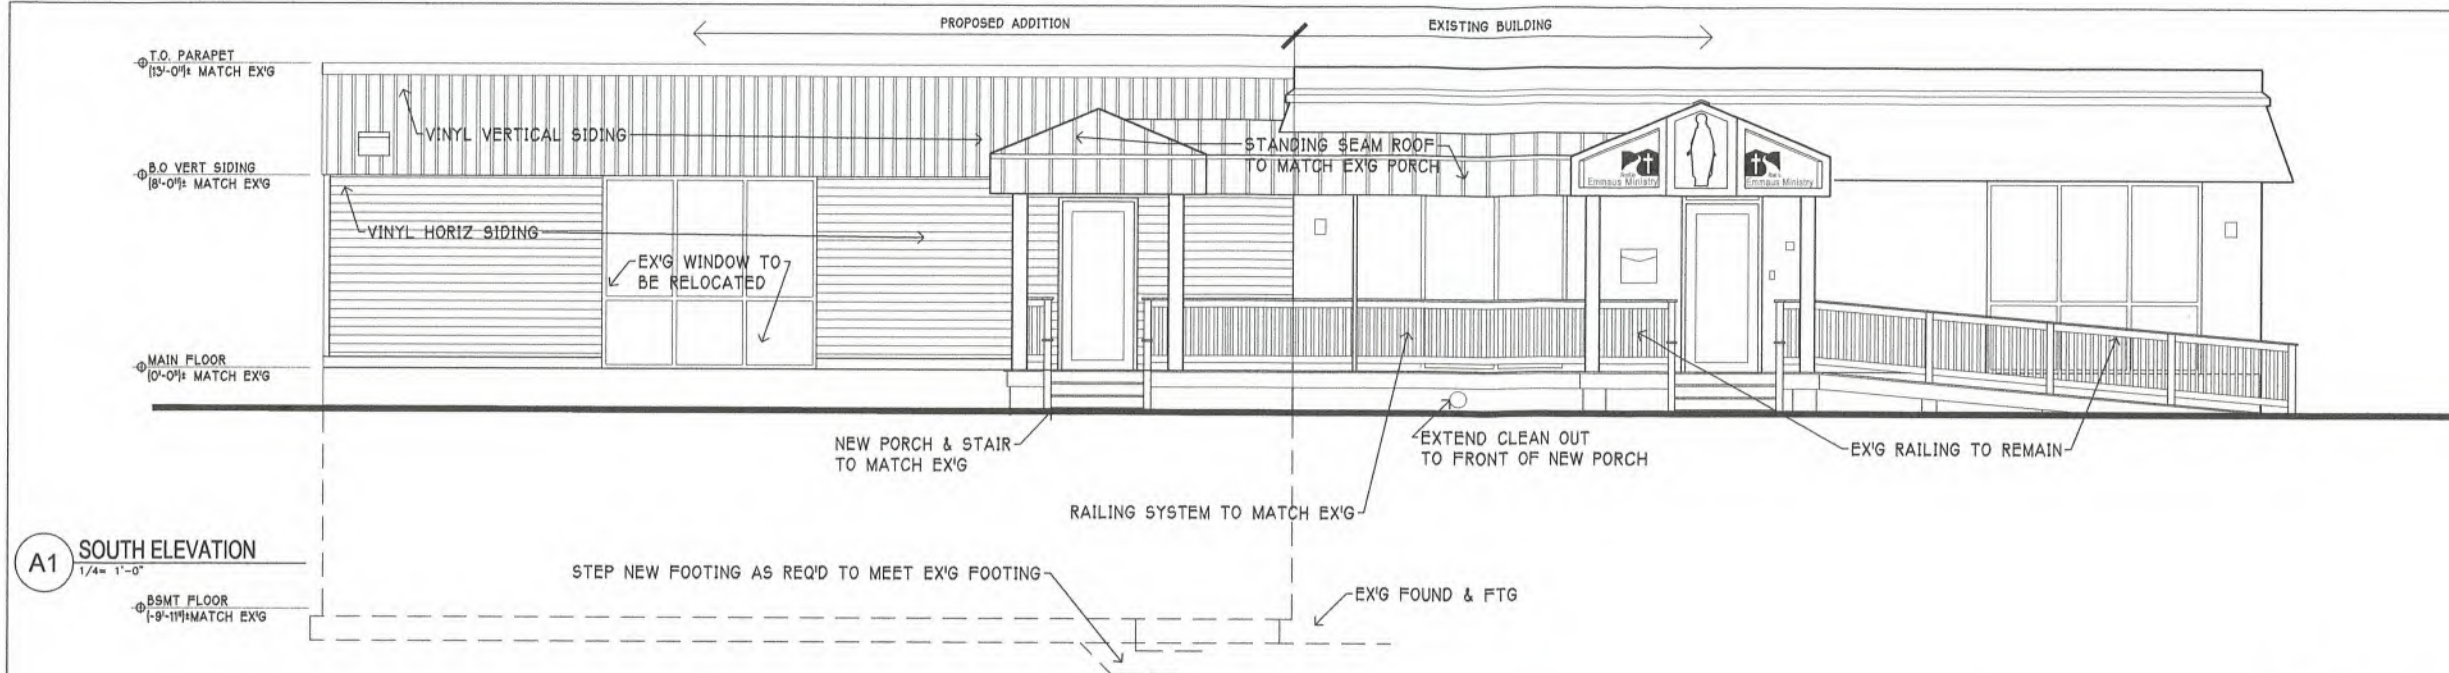 PROPOSED ADDITION
EXISTING BUILDING
T.O. PARAPET
[13'-0"]± MATCH EX'G
VINYL VERTICAL SIDING
STANDING SEAM ROOF
TO MATCH EX'G PORCH
B.O VERT SIDING
[8'-0"]± MATCH EX'G
Emmaus Ministry
Emmaus Ministry
VINYL HORIZ SIDING
EX'G WINDOW TO
BE RELOCATED
MAIN FLOOR
[0'-0"]± MATCH EX'G
NEW PORCH & STAIR
TO MATCH EX'G
EXTEND CLEAN OUT
TO FRONT OF NEW PORCH
EX'G RAILING TO REMAIN
RAILING SYSTEM TO MATCH EX'G
A1
SOUTH ELEVATION
1/4= 1'-0"
STEP NEW FOOTING AS REQ'D TO MEET EX'G FOOTING
EX'G FOUND & FTG
BSMT FLOOR
[-9'-11"]±MATCH EX'G